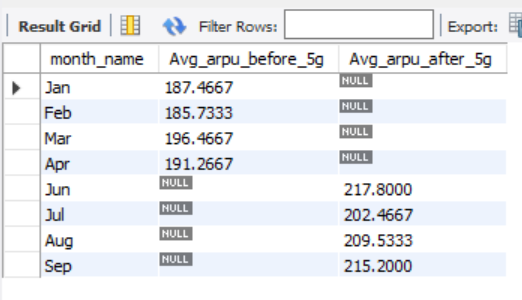 Result Grid Filter Rows: Export:
month_name Avg_arpu_before_5g Avg_arpu_after_5g
Jan 187.4667 NULL
Feb 185.7333 NULL
Mar 196.4667 NULL
Apr 191.2667 NULL
Jun NULL 217.8000
Jul NULL 202.4667
Aug NULL 209.5333
Sep NULL 215.2000